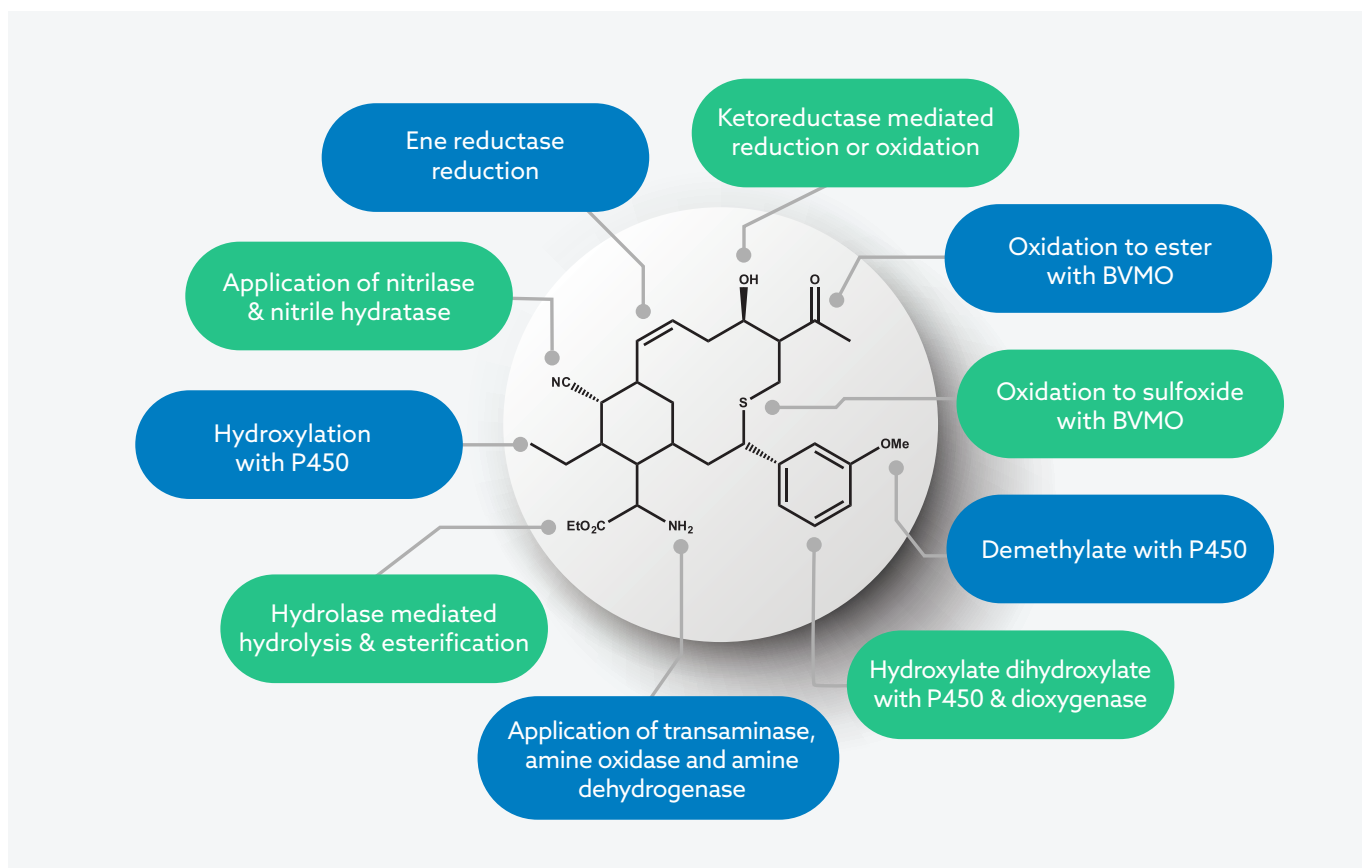 Ketoreductase mediated
reduction or oxidation
Ene reductase
reduction
Oxidation to ester
with BVMO
Application of nitrilase
& nitrile hydratase
OH
O
NC
S
Oxidation to sulfoxide
with BVMO
Hydroxylation
with P450
OMe
EtO₂C
NH₂
Demethylate with P450
Hydrolase mediated
hydrolysis & esterification
Hydroxylate dihydroxylate
with P450 & dioxygenase
Application of transaminase,
amine oxidase and amine
dehydrogenase